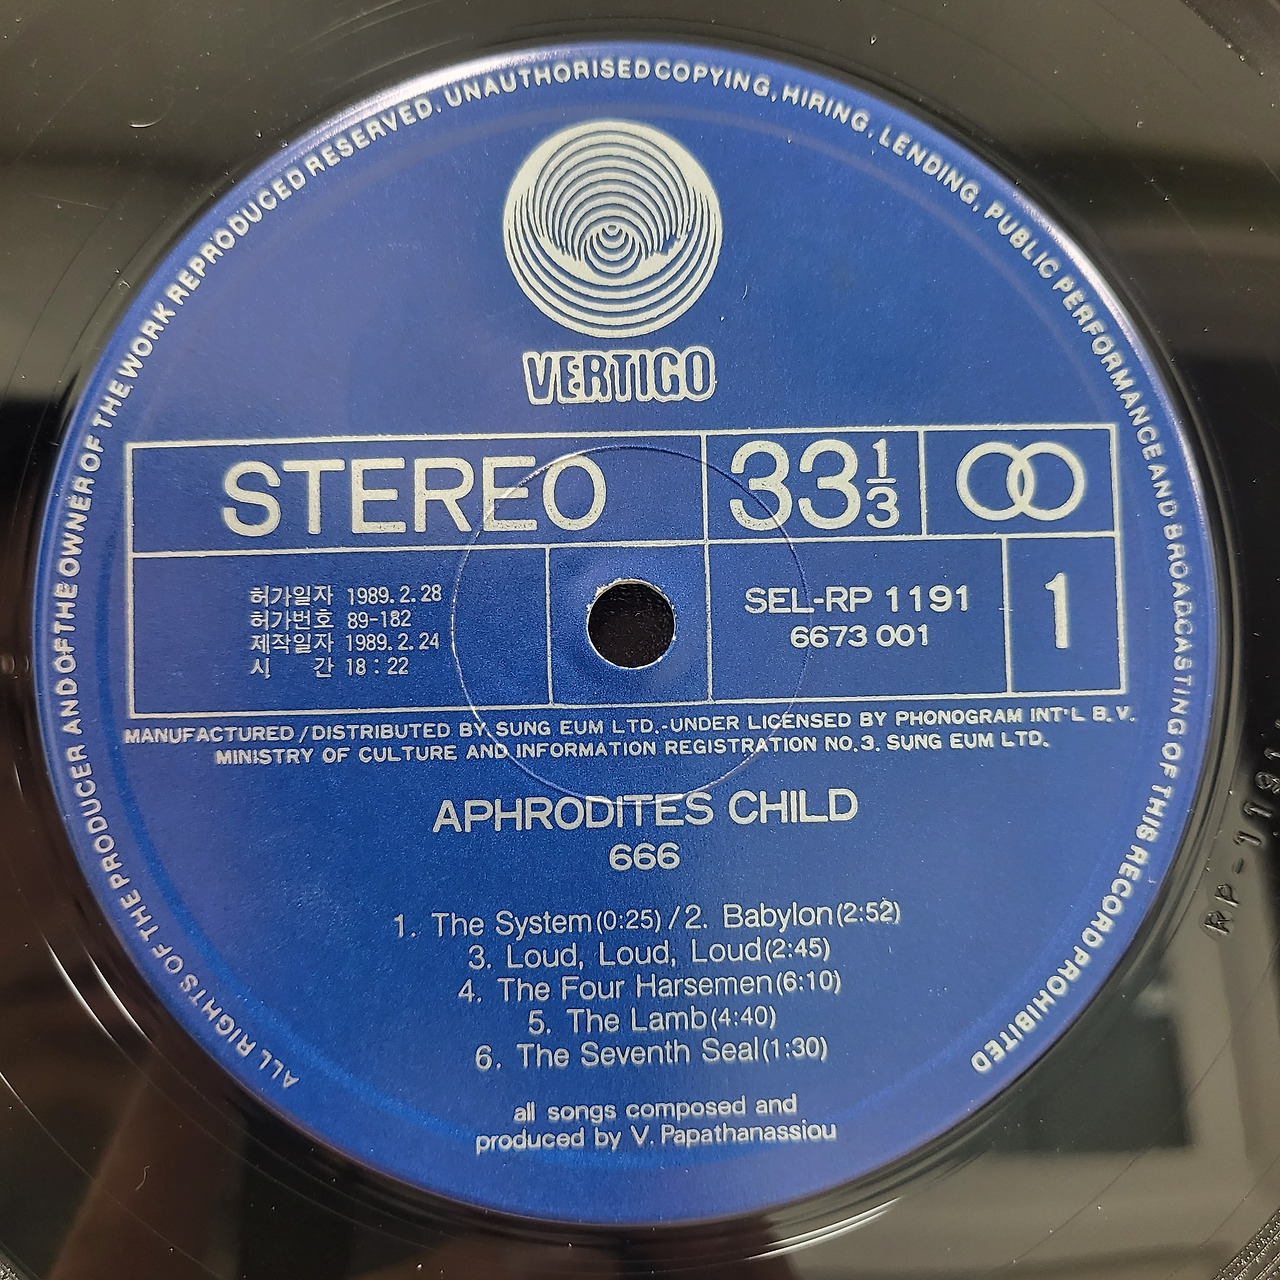 ALL RIGHTS OF THE PRODUCER AND OF THE OWNER OF THE WORK REPRODUCED RESERVED. UNAUTHORISED COPYING, HIRING, LENDING, PUBLIC PERFORMANCE AND BROADCASTING OF THIS RECORD PROHIBITED
VERTIGO
STEREO
33 1/3
허가일자 1989.2.28
허가번호 89-182
제작일자 1989.2.24
시 간 18:22
SEL-RP 1191
6673 001
1
MANUFACTURED/DISTRIBUTED BY SUNG EUM LTD.-UNDER LICENSED BY PHONOGRAM INT'L B.V.
MINISTRY OF CULTURE AND INFORMATION REGISTRATION NO.3. SUNG EUM LTD.
APHRODITES CHILD
666
1. The System(0:25)/2. Babylon(2:52)
3. Loud, Loud, Loud(2:45)
4. The Four Harsemen(6:10)
5. The Lamb(4:40)
6. The Seventh Seal(1:30)
all songs composed and
produced by V. Papathanassiou